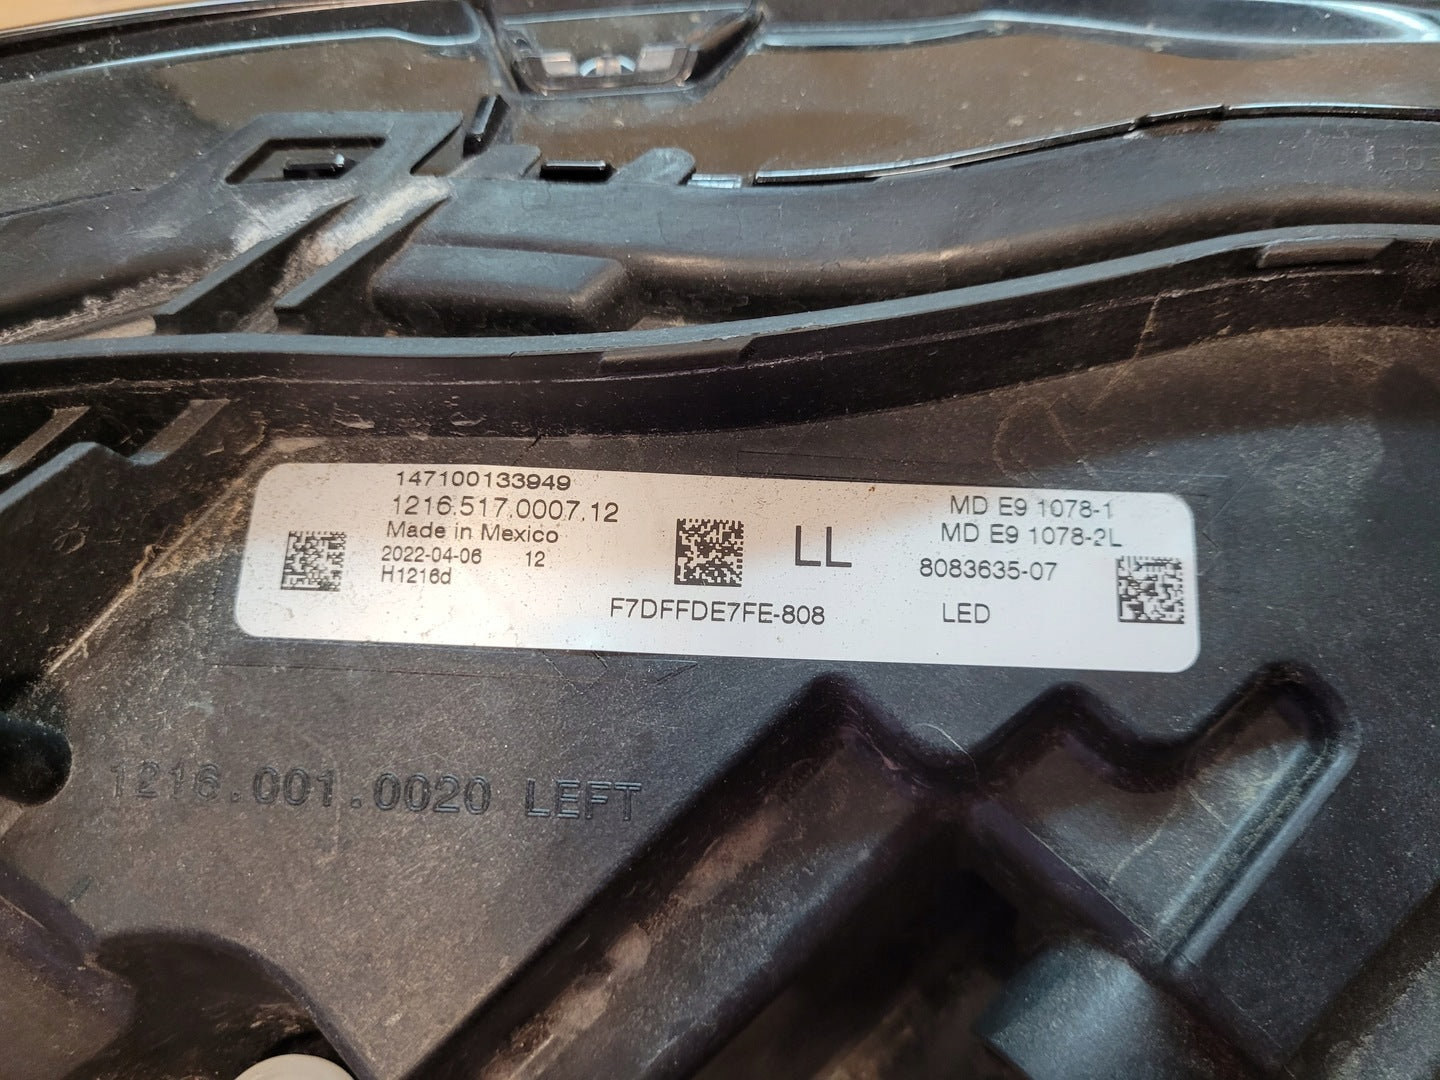 147100133949
1216.517.0007.12
Made in Mexico
2022-04-06 12
H1216d
LL
F7DFFDE7FE-808
MD E9 1078-1
MD E9 1078-2L
8083635-07
LED
1216.001.0020 LEFT